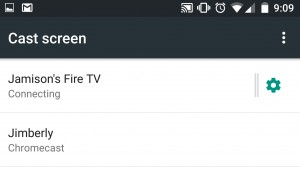 9:09
Cast screen
Jamison's Fire TV
Connecting
Jimberly
Chromecast